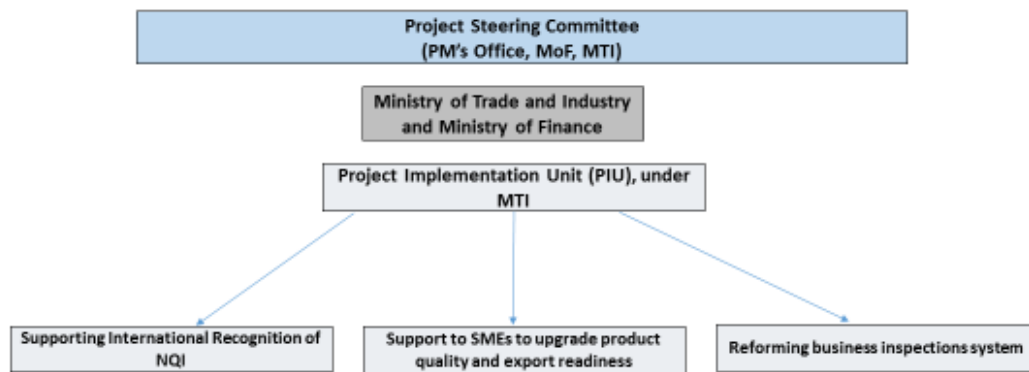 Project Steering Committee
(PM's Office, MoF, MTI)
Ministry of Trade and Industry
and Ministry of Finance
Project Implementation Unit (PIU), under
MTI
Supporting International Recognition of
NQI
Support to SMEs to upgrade product
quality and export readiness
Reforming business inspections system